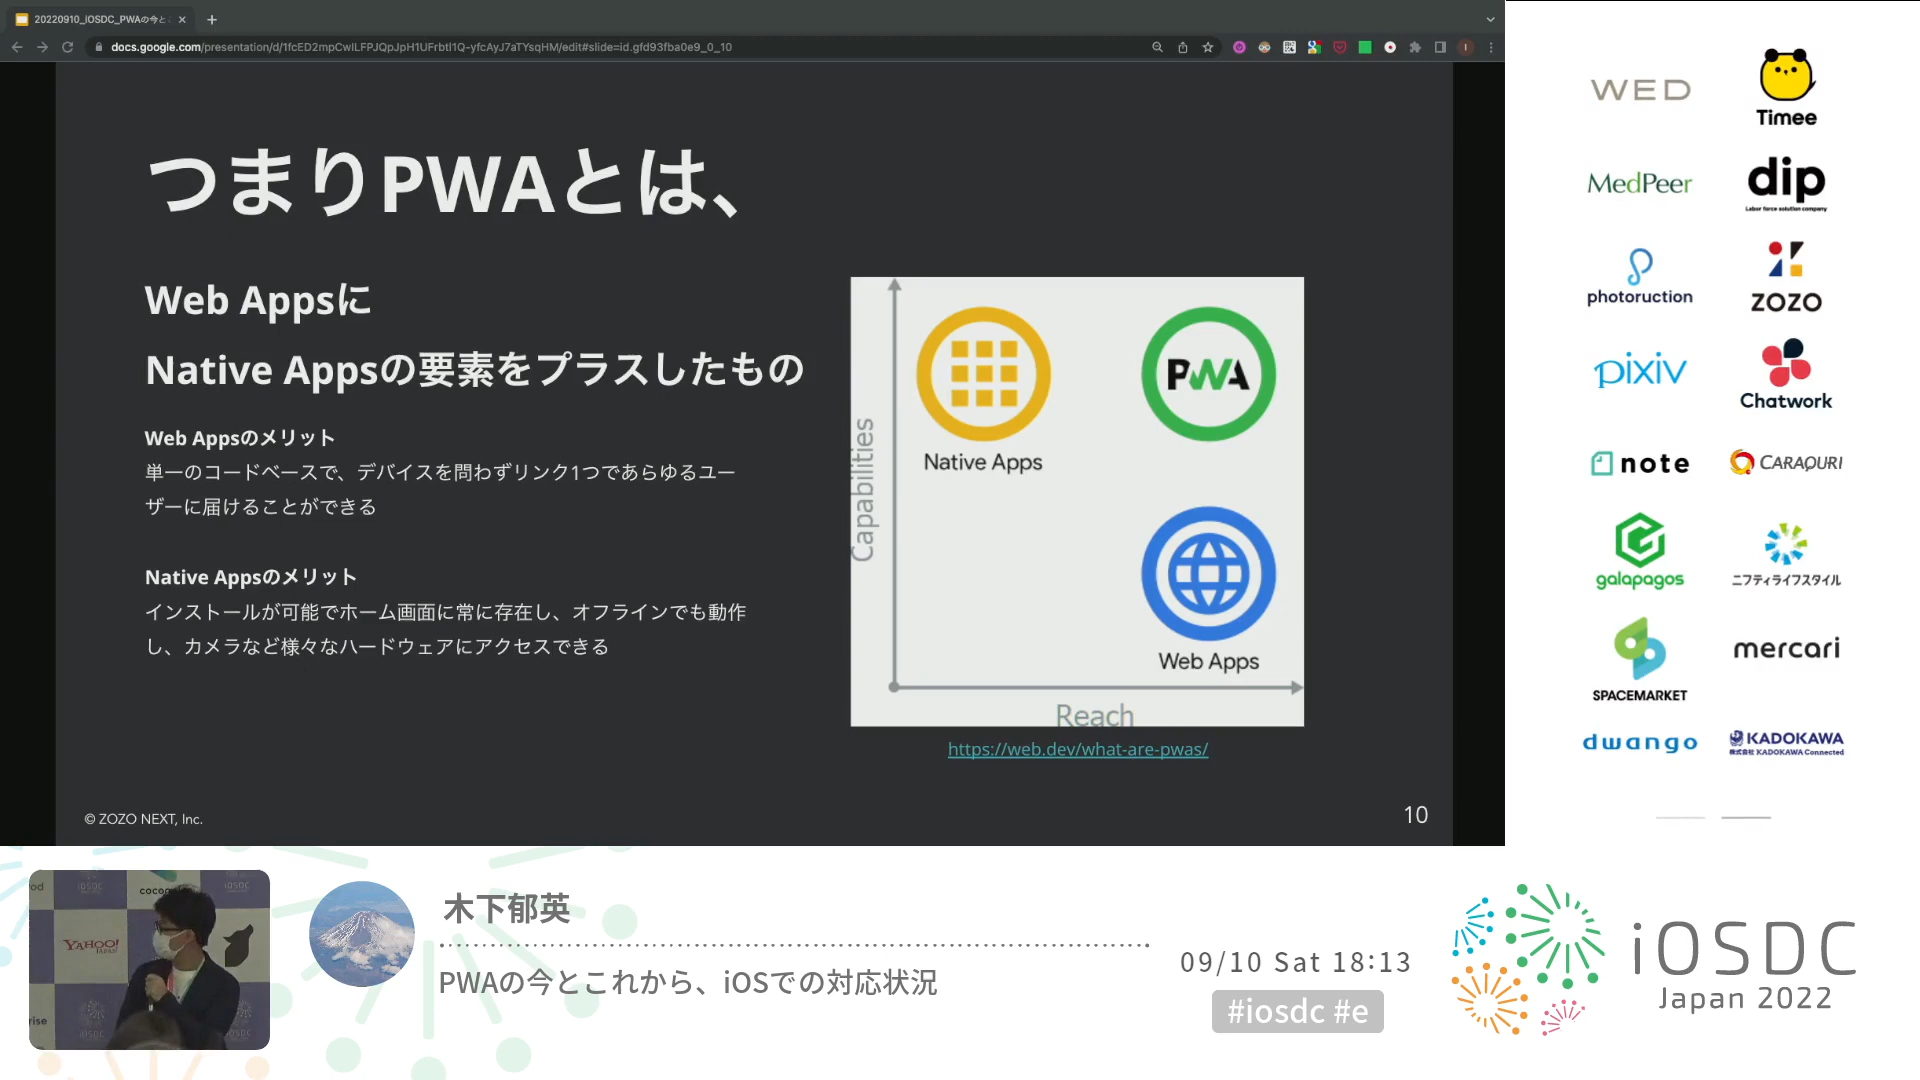 20220910_iOSDC_PWAの今と
docs.google.com/presentation/d/1fcED2mpCwILFPJQpJpH1UFrbtl1Q-yfcAyJ7aTYsqHM/edit#slide=id.gfd93fba0e9_0_10
つまりPWAとは、
Web Appsに
Native Appsの要素をプラスしたもの
Web Appsのメリット
単一のコードベースで、デバイスを問わずリンク1つであらゆるユー
ザーに届けることができる
Native Appsのメリット
インストールが可能でホーム画面に常に存在し、オフラインでも動作
し、カメラなど様々なハードウェアにアクセスできる
Capabilities
Native Apps
PWA
Web Apps
Reach
https://web.dev/what-are-pwas/
© ZOZO NEXT, Inc.
10
WED
Timee
MedPeer
dip
Labor force solution company
photoruction
ZOZO
pixiv
Chatwork
note
CARAQURI
galapagos
ニフティライフスタイル
SPACEMARKET
mercari
dwango
KADOKAWA
株式会社 KADOKAWA Connected
YAHOO!
JAPAN
木下郁英
PWAの今とこれから、iOSでの対応状況
09/10 Sat 18:13
#iosdc #e
iOSDC
Japan 2022